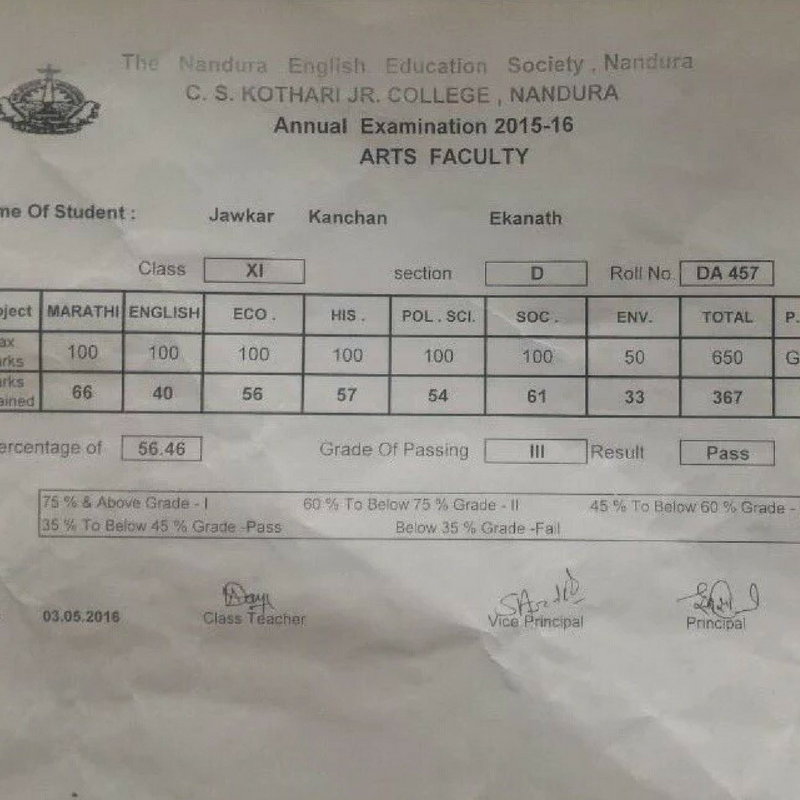 The Nandura English Education Society , Nandura
C. S. KOTHARI JR. COLLEGE , NANDURA
Annual Examination 2015-16
ARTS FACULTY
me Of Student : Jawkar Kanchan Ekanath
Class XI section D Roll No. DA 457
ject MARATHI ENGLISH ECO . HIS . POL . SCI. SOC . ENV. TOTAL P.
ax
rks 100 100 100 100 100 100 50 650 G
rks
ained 66 40 56 57 54 61 33 367
ercentage of 56.46 Grade Of Passing III Result Pass
75 % & Above Grade - I 60 % To Below 75 % Grade - II 45 % To Below 60 % Grade -
35 % To Below 45 % Grade -Pass Below 35 % Grade -Fail
03.05.2016 Class Teacher Vice Principal Principal